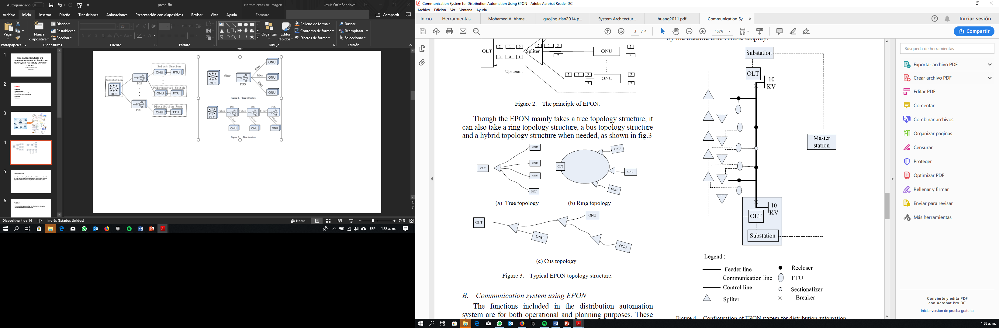 Autoguardado
prese-fin
Herramientas de imagen
Jesús Ortiz Sandoval
Archivo Inicio Insertar Diseño Transiciones Animaciones Presentación con diapositivas Revisar Vista Ayuda Formato
Compartir
Pegar
Nueva diapositiva
Diseño
Restablecer
Sección
28
Organizar
Estilos rápidos
Relleno de forma
Contorno de forma
Efectos de forma
Buscar
Reemplazar
Seleccionar
Portapapeles Diapositivas Fuente Párrafo Dibujo Edición
1
Modeling and simulation of a
communication system for Distribution
Power System -Case Study University
Campus
2
Content
3
4
5
Previous work
6
Problem
Substation
OLT
POS
POS
Switch Station
ONU RTU
Pole-mounted Switch
ONU FTU
Distribution Room
ONU TTU
OLT
fiber
POS
fiber
fiber
fiber
ONU
ONU
ONU
Figure 2. Tree Structure
OLT
fiber
POS
fiber
POS
fiber
POS
fiber
fiber
fiber
ONU
ONU
ONU
Figure 3. Bus structure
Diapositiva 4 de 14
Inglés (Estados Unidos)
Notas
74%
ESP
1:58 a. m.
Communication System for Distribution Automation Using EPON - Adobe Acrobat Reader DC
Archivo Edición Ver Ventana Ayuda
Inicio
Herramientas
Mohamed A. Ahme...
guojing-tian2014.p...
System Architectur...
huang2011.pdf
Communication Sy...
Iniciar sesión
3 / 4
163%
Compartir
OLT
2 1 3
3 2 1
Spliter
2 1 3
2
ONU
2
2
Upstream
2 1 3
3
ONU
3
3
Figure 2. The principle of EPON.
Though the EPON mainly takes a tree topology structure, it
can also take a ring topology structure, a bus topology structure
and a hybrid topology structure when needed, as shown in fig.3
OLT
ONU
ONU
ONU
ONU
OLT
ONU
ONU
ONU
(a) Tree topology
(b) Ring topology
OLT
ONU
ONU
ONU
(c) Cus topology
Figure 3. Typical EPON topology structure.
B. Communication system using EPON
The functions included in the distribution automation
system are for both operational and planning purposes. These
by the audible and visible display.
Substation
OLT
10
KV
Master
station
10
KV
OLT
Substation
Legend :
Feeder line
Communication line
Control line
Spliter
Recloser
FTU
Sectionalizer
Breaker
Figure 4. Configuration of EPON system for distribution automation
Búsqueda de herramientas
Exportar archivo PDF
Crear archivo PDF
Editar PDF
Comentar
Combinar archivos
Organizar páginas
Censurar
Proteger
Optimizar PDF
Rellenar y firmar
Enviar para revisar
Más herramientas
Convierte y edita PDF
con Acrobat Pro DC
Iniciar versión de prueba gratuita
1:58 a. m.